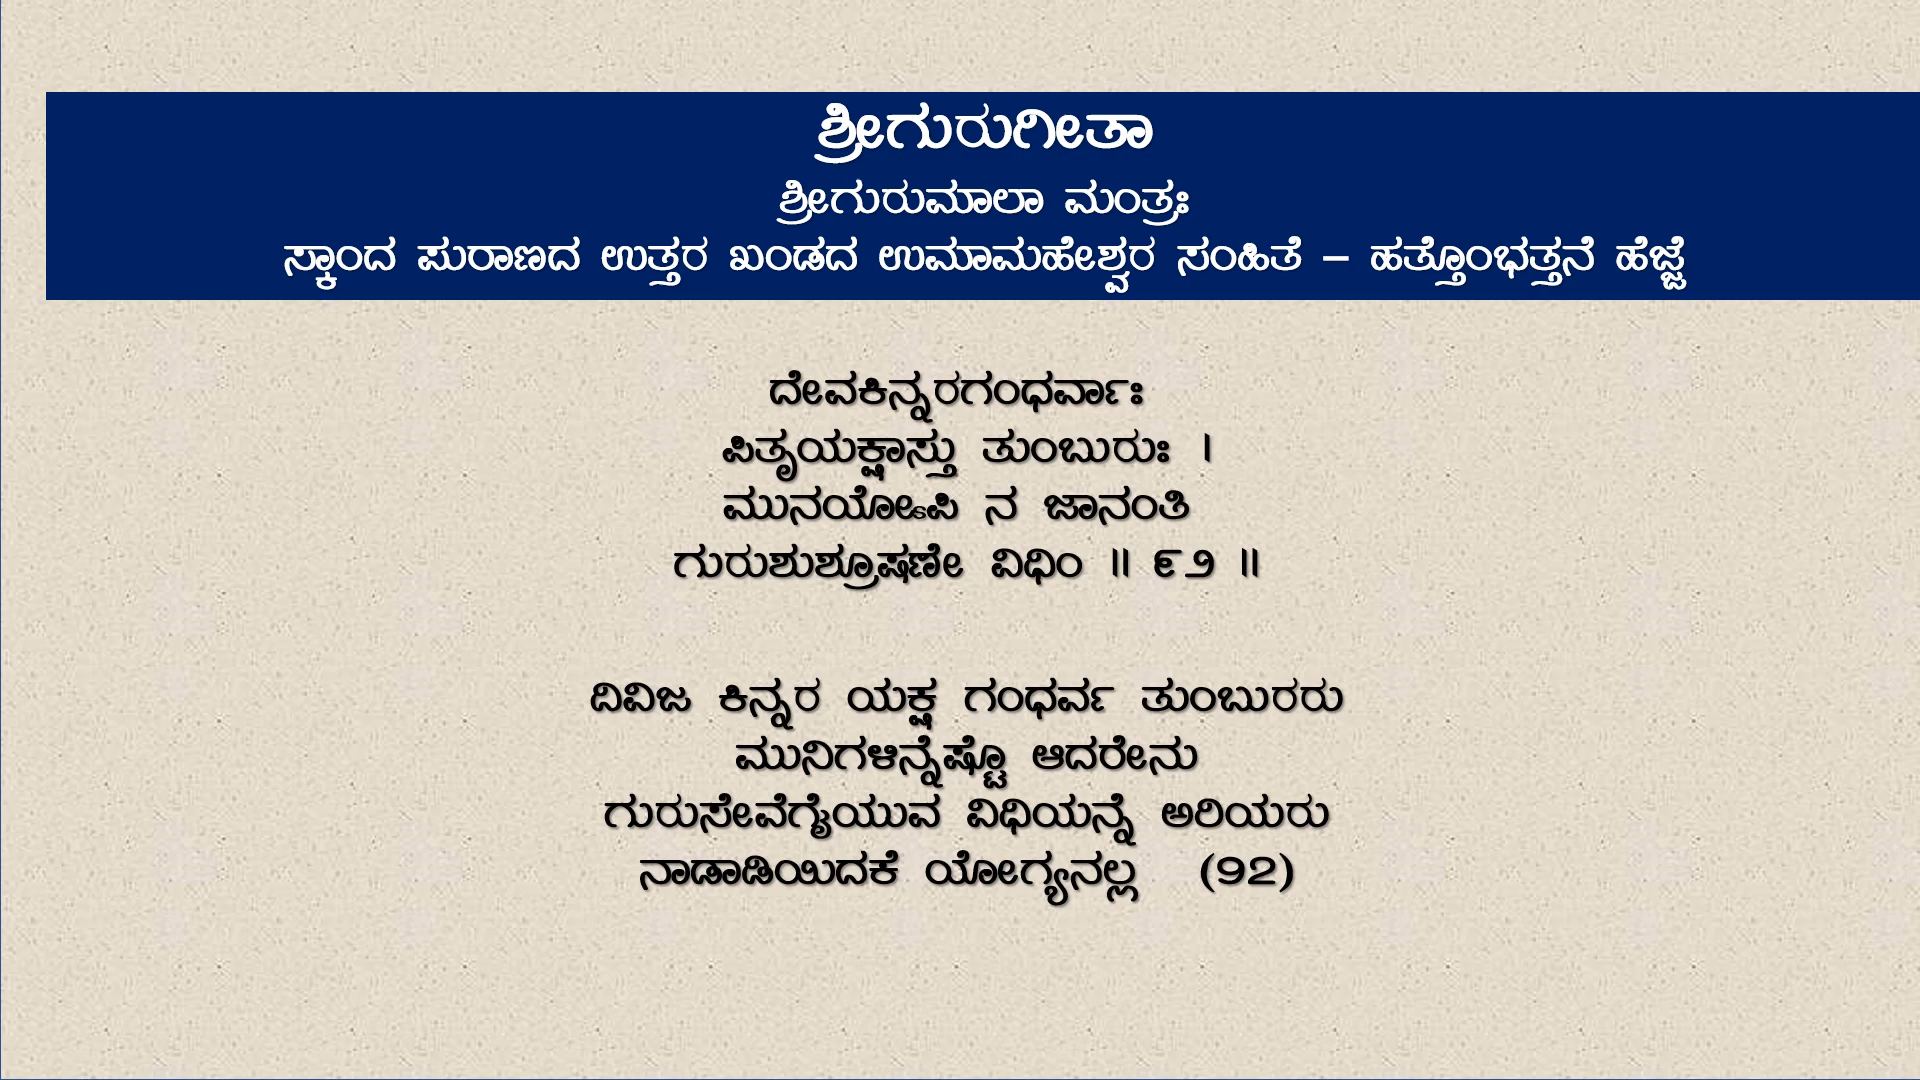 ಶ್ರೀಗುರುಗೀತಾ
ಶ್ರೀಗುರುಮಾಲಾ ಮಂತ್ರಃ
ಸ್ಕಾಂದ ಪುರಾಣದ ಉತ್ತರ ಖಂಡದ ಉಮಾಮಹೇಶ್ವರ ಸಂಹಿತೆ – ಹತ್ತೊಂಭತ್ತನೆ ಹೆಜ್ಜೆ
ದೇವಕಿನ್ನರಗಂಧರ್ವಾಃ
ಪಿತೃಯಕ್ಷಾಸ್ತು ತುಂಬುರುಃ ।
ಮುನಯೋಽಪಿ ನ ಜಾನಂತಿ
ಗುರುಶುಶ್ರೂಷಣೇ ವಿಧಿಂ ॥ ೯೨ ॥
ದಿವಿಜ ಕಿನ್ನರ ಯಕ್ಷ ಗಂಧರ್ವ ತುಂಬುರರು
ಮುನಿಗಳಿನ್ನೆಷ್ಟೊ ಆದರೇನು
ಗುರುಸೇವೆಗೈಯುವ ವಿಧಿಯನ್ನೆ ಅರಿಯರು
ನಾಡಾಡಿಯಿದಕೆ ಯೋಗ್ಯನಲ್ಲ (92)